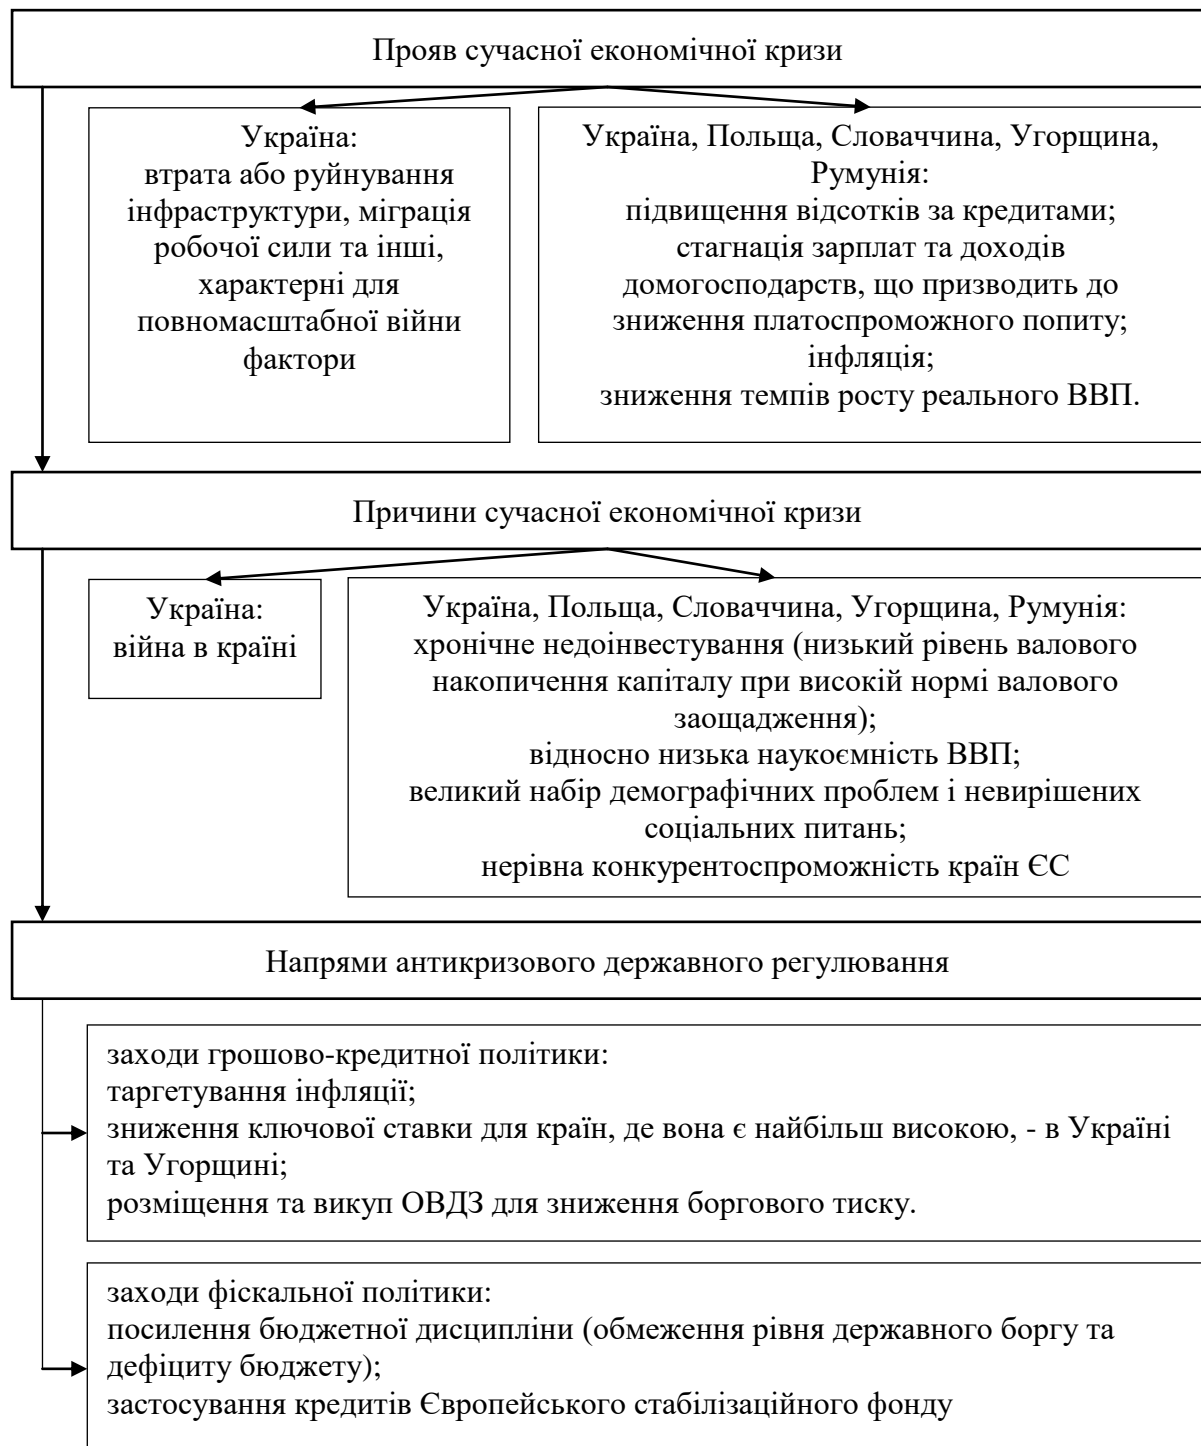 Прояв сучасної економічної кризи
Україна:
втрата або руйнування
інфраструктури, міграція
робочої сили та інші,
характерні для
повномасштабної війни
фактори
Україна, Польща, Словаччина, Угорщина,
Румунія:
підвищення відсотків за кредитами;
стагнація зарплат та доходів
домогосподарств, що призводить до
зниження платоспроможного попиту;
інфляція;
зниження темпів росту реального ВВП.
Причини сучасної економічної кризи
Україна:
війна в країні
Україна, Польща, Словаччина, Угорщина, Румунія:
хронічне недоінвестування (низький рівень валового
накопичення капіталу при високій нормі валового
заощадження);
відносно низька наукоємність ВВП;
великий набір демографічних проблем і невирішених
соціальних питань;
нерівна конкурентоспроможність країн ЄС
Напрями антикризового державного регулювання
заходи грошово-кредитної політики:
таргетування інфляції;
зниження ключової ставки для країн, де вона є найбільш високою, - в Україні
та Угорщині;
розміщення та викуп ОВДЗ для зниження боргового тиску.
заходи фіскальної політики:
посилення бюджетної дисципліни (обмеження рівня державного боргу та
дефіциту бюджету);
застосування кредитів Європейського стабілізаційного фонду